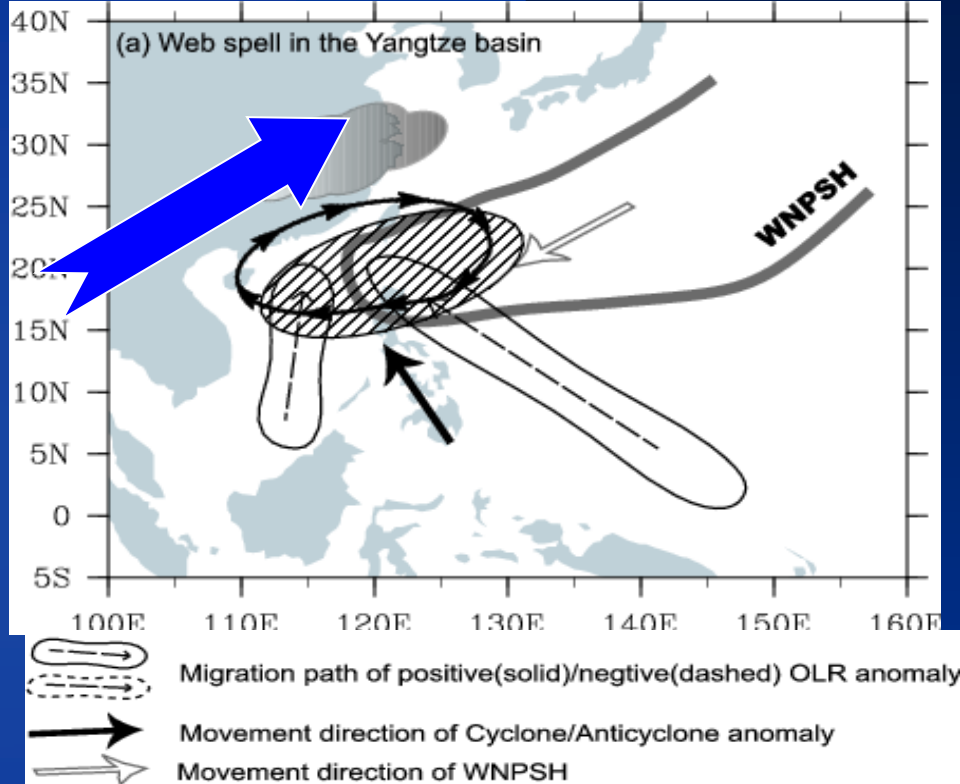 40N
(a) Web spell in the Yangtze basin
35N
30N
25N
WNPSH
20N
15N
10N
5N
0
5S
100E 110E 120E 130E 140E 150E 160E
Migration path of positive(solid)/negtive(dashed) OLR anomaly
Movement direction of Cyclone/Anticyclone anomaly
Movement direction of WNPSH